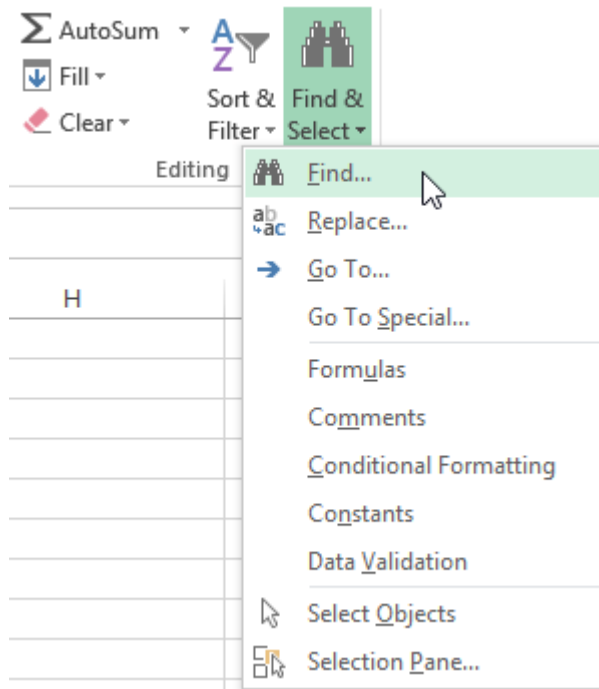 AutoSum
Fill
Clear
Sort &
Filter
Find &
Select
Editing
Find...
Replace...
Go To...
Go To Special...
Formulas
Comments
Conditional Formatting
Constants
Data Validation
Select Objects
Selection Pane...
H